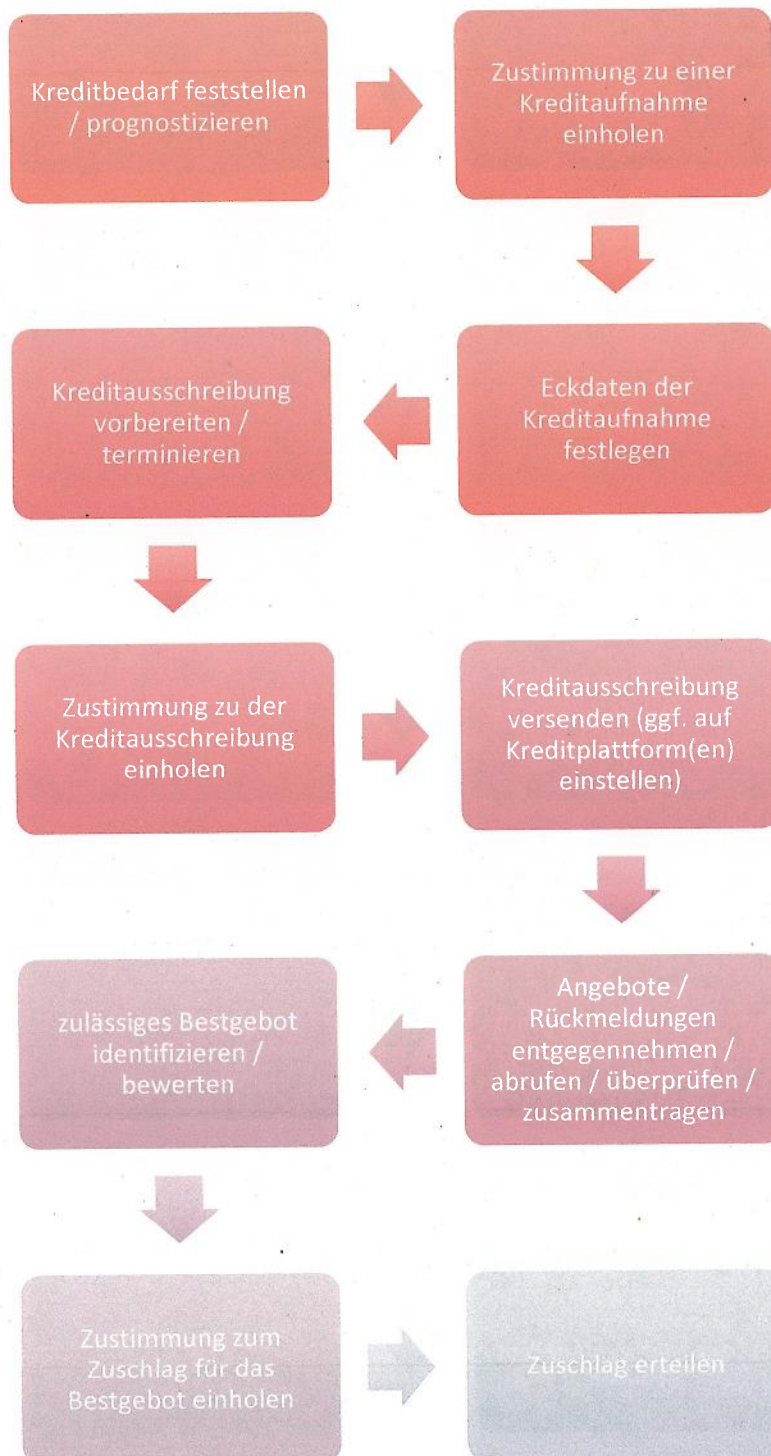 Kreditbedarf feststellen
/ prognostizieren
Zustimmung zu einer
Kreditaufnahme
einholen
Eckdaten der
Kreditaufnahme
festlegen
Kreditausschreibung
vorbereiten /
terminieren
Zustimmung zu der
Kreditausschreibung
einholen
Kreditausschreibung
versenden (ggf. auf
Kreditplattform(en)
einstellen)
Angebote /
Rückmeldungen
entgegennehmen /
abrufen / überprüfen /
zusammentragen
zulässiges Bestgebot
identifizieren /
bewerten
Zustimmung zum
Zuschlag für das
Bestgebot einholen
Zuschlag erteilen